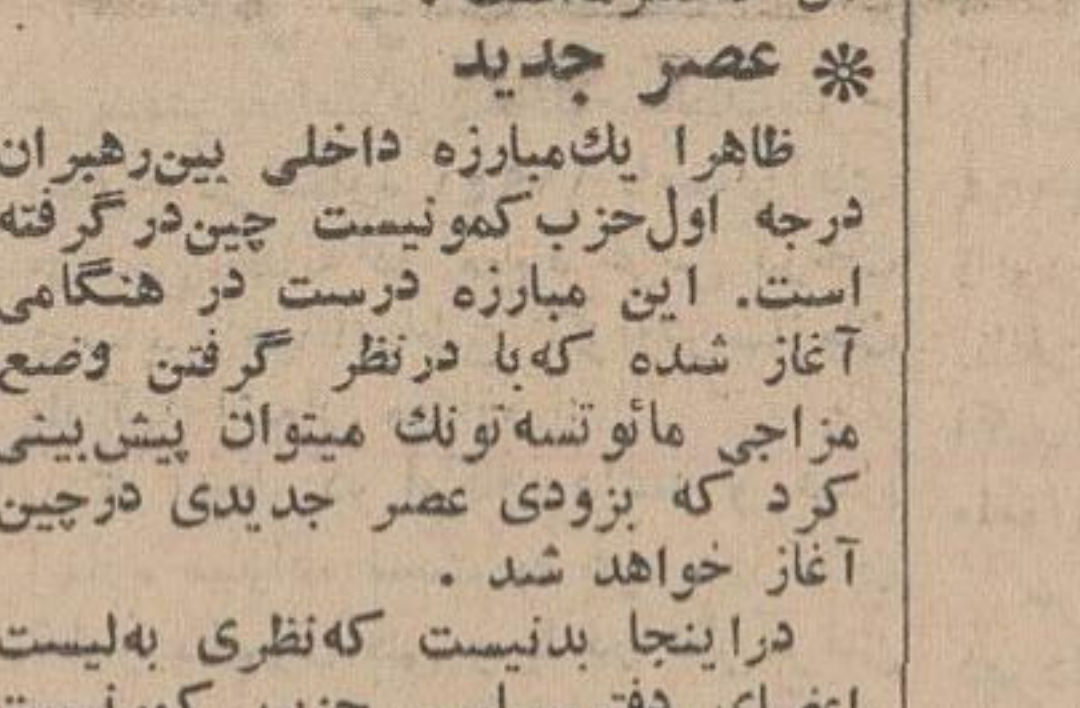 ❊ عصر جدید
ظاهرا یك‌مبارزه داخلی بین‌رهبران
درجه اول‌حزب کمونیست چین‌درگرفته
است. این مبارزه درست در هنگامی
آغاز شده که‌با درنظر گرفتن وضع
مزاجی مائوتسه‌تونك میتوان پیش‌بینی
کرد که بزودی عصر جدیدی درچین
آغاز خواهد شد .
دراینجا بدنیست که‌نظری به‌لیست